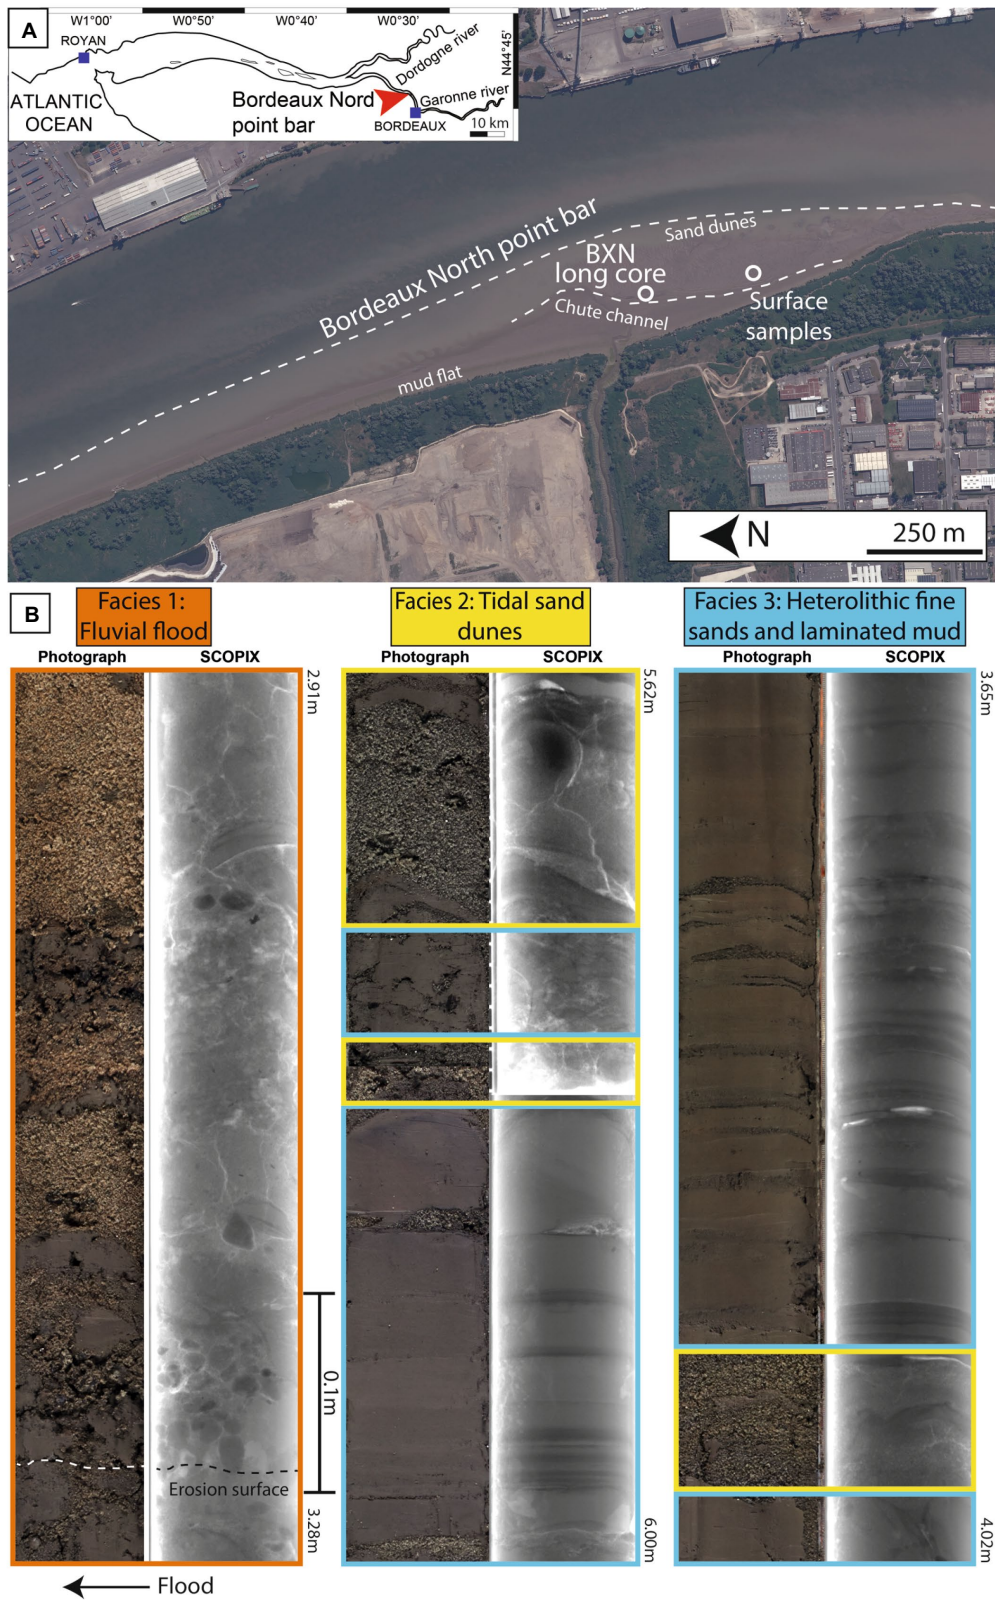 A
W1°00'
W0°50'
W0°40'
W0°30'
N44°45'
ROYAN
Dordogne river
ATLANTIC
OCEAN
Bordeaux Nord
point bar
Garonne river
BORDEAUX
10 km
Bordeaux North point bar
Sand dunes
BXN
long core
Chute channel
Surface
samples
mud flat
N
250 m
B
Facies 1:
Fluvial flood
Facies 2: Tidal sand
dunes
Facies 3: Heterolithic fine
sands and laminated mud
Photograph
SCOPIX
Photograph
SCOPIX
Photograph
SCOPIX
2.91m
5.62m
3.65m
0.1m
Erosion surface
3.28m
6.00m
4.02m
Flood